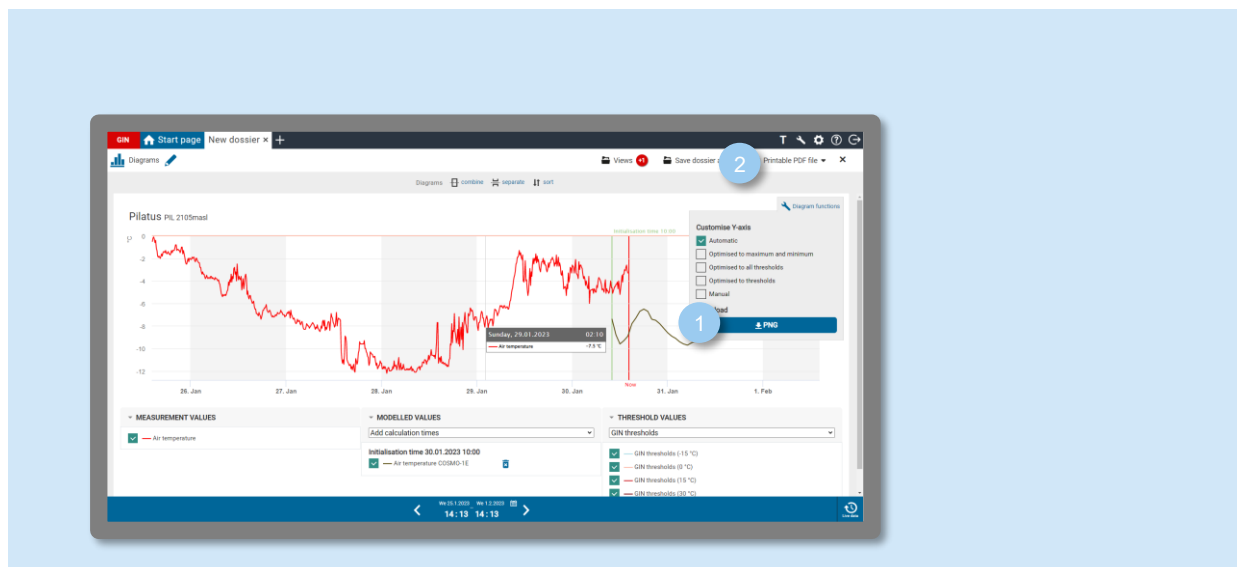 GIN Start page New dossier × + T
Diagrams Views +1 Save dossier 2 Printable PDF file ×
Diagrams combine separate sort
Diagram functions
Pilatus PIL 2105masl
Initialisation time 10:00
Customise Y-axis
Automatic
Optimised to maximum and minimum
Optimised to all thresholds
Optimised to thresholds
Manual
1
PNG
°C
0
-2
-4
-6
-8
-10
-12
Sunday, 29.01.2023 02:10
Air temperature -7.3 °C
Now
26. Jan 27. Jan 28. Jan 29. Jan 30. Jan 31. Jan 1. Feb
MEASUREMENT VALUES
Air temperature
MODELLED VALUES
Add calculation times
Initialisation time 30.01.2023 10:00
Air temperature COSMO-1E
THRESHOLD VALUES
GIN thresholds
GIN thresholds (-15 °C)
GIN thresholds (0 °C)
GIN thresholds (15 °C)
GIN thresholds (30 °C)
We 25.1.2023 - We 1.2.2023
14:13 14:13